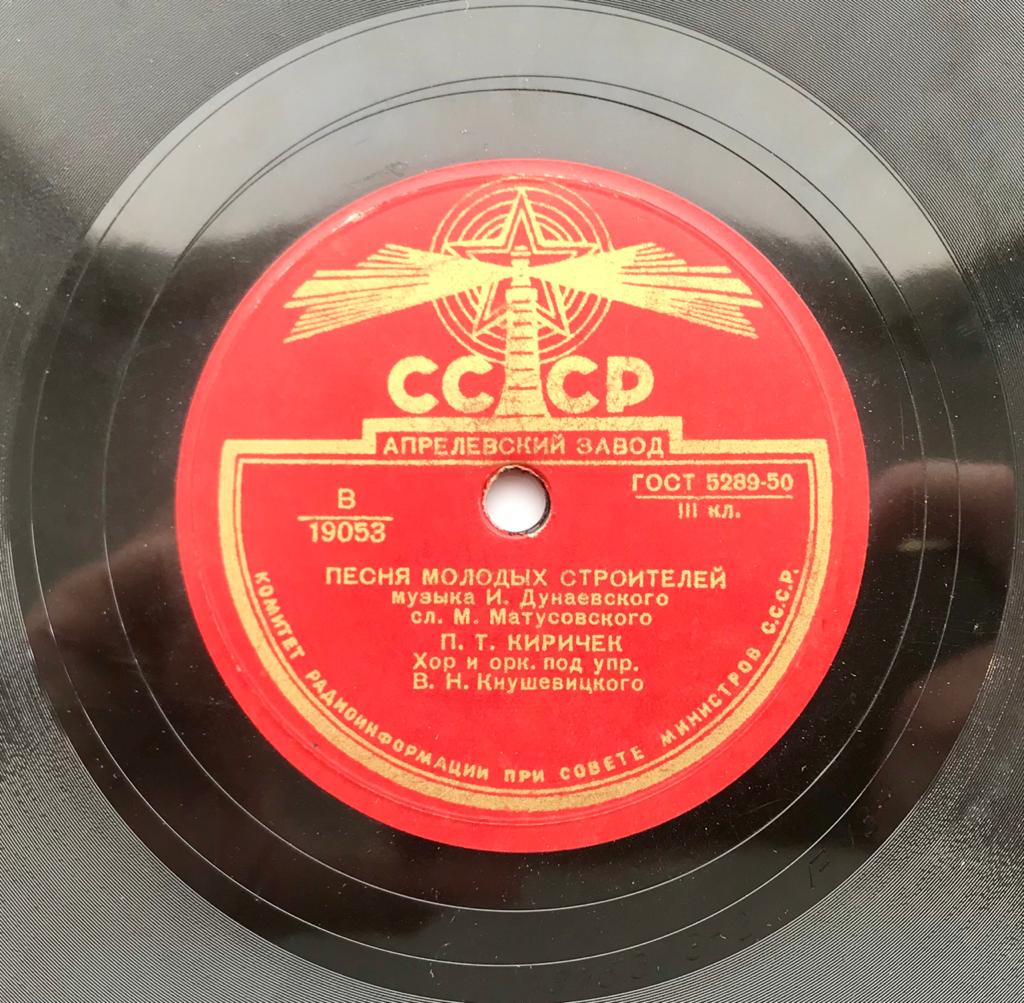 СССР
АПРЕЛЕВСКИЙ ЗАВОД
В
19053
ГОСТ 5289-50
III кл.
ПЕСНЯ МОЛОДЫХ СТРОИТЕЛЕЙ
музыка И. Дунаевского
сл. М. Матусовского
П. Т. КИРИЧЕК
Хор и орк. под упр.
В. Н. Кнушевицкого
КОМИТЕТ РАДИОИНФОРМАЦИИ ПРИ СОВЕТЕ МИНИСТРОВ С.С.С.Р.